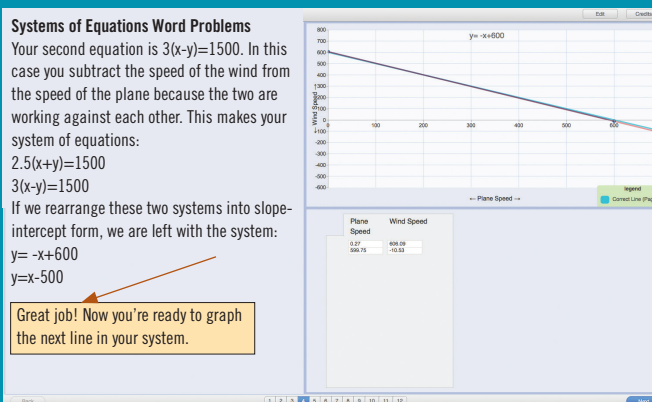 Systems of Equations Word Problems
Your second equation is 3(x-y)=1500. In this
case you subtract the speed of the wind from
the speed of the plane because the two are
working against each other. This makes your
system of equations:
2.5(x+y)=1500
3(x-y)=1500
If we rearrange these two systems into slope-
intercept form, we are left with the system:
y= -x+600
y=x-500
Great job! Now you're ready to graph
the next line in your system.
Edit
y= -x+600
800
700
600
500
400
300
200
100
0
-100
-200
-300
-400
-500
-600
←Wind Speed→
100
200
300
400
500
600
← Plane Speed →
legend
Correct Line
Plane
Speed
Wind Speed
0.27
606.09
598.75
-10.53
Back
1 2 3 4 5 6 7 8 9 10 11 12
Next